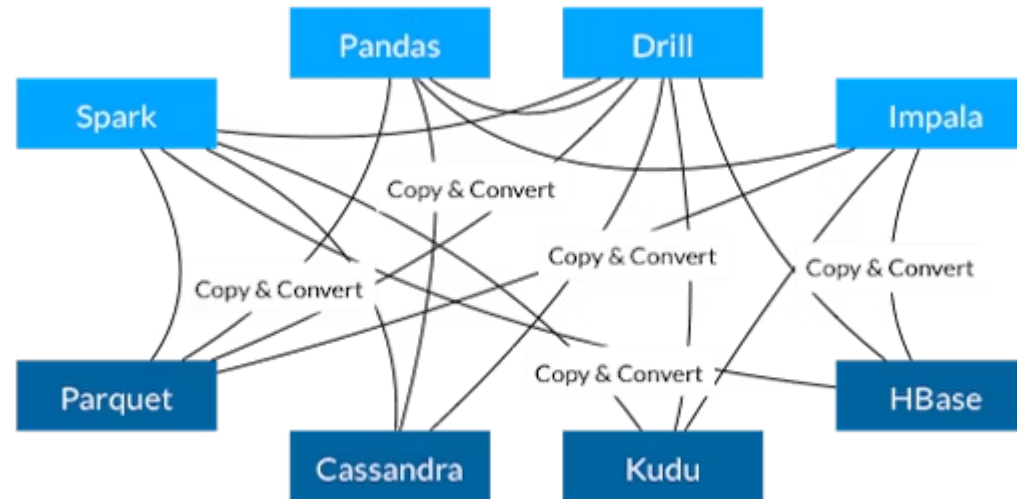 Pandas
Drill
Spark
Impala
Copy & Convert
Copy & Convert
Copy & Convert
Copy & Convert
Copy & Convert
Parquet
HBase
Cassandra
Kudu